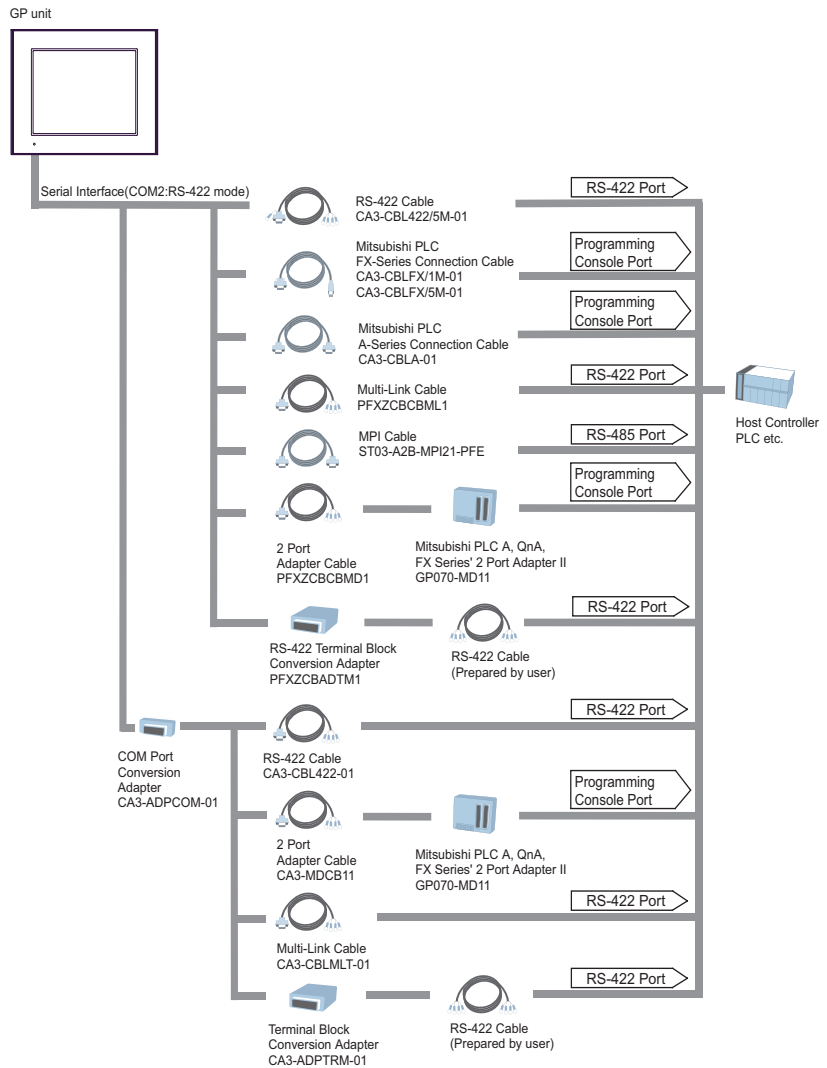 GP unit
Serial Interface(COM2:RS-422 mode)
RS-422 Cable
CA3-CBL422/5M-01
RS-422 Port
Mitsubishi PLC
FX-Series Connection Cable
CA3-CBLFX/1M-01
CA3-CBLFX/5M-01
Programming
Console Port
Mitsubishi PLC
A-Series Connection Cable
CA3-CBLA-01
Programming
Console Port
Multi-Link Cable
PFXZCBCBML1
RS-422 Port
Host Controller
PLC etc.
MPI Cable
ST03-A2B-MPI21-PFE
RS-485 Port
2 Port
Adapter Cable
PFXZCBCBMD1
Mitsubishi PLC A, QnA,
FX Series' 2 Port Adapter II
GP070-MD11
Programming
Console Port
RS-422 Terminal Block
Conversion Adapter
PFXZCBADTM1
RS-422 Cable
(Prepared by user)
RS-422 Port
COM Port
Conversion
Adapter
CA3-ADPCOM-01
RS-422 Cable
CA3-CBL422-01
RS-422 Port
2 Port
Adapter Cable
CA3-MDCB11
Mitsubishi PLC A, QnA,
FX Series' 2 Port Adapter II
GP070-MD11
Programming
Console Port
Multi-Link Cable
CA3-CBLMLT-01
RS-422 Port
Terminal Block
Conversion Adapter
CA3-ADPTRM-01
RS-422 Cable
(Prepared by user)
RS-422 Port